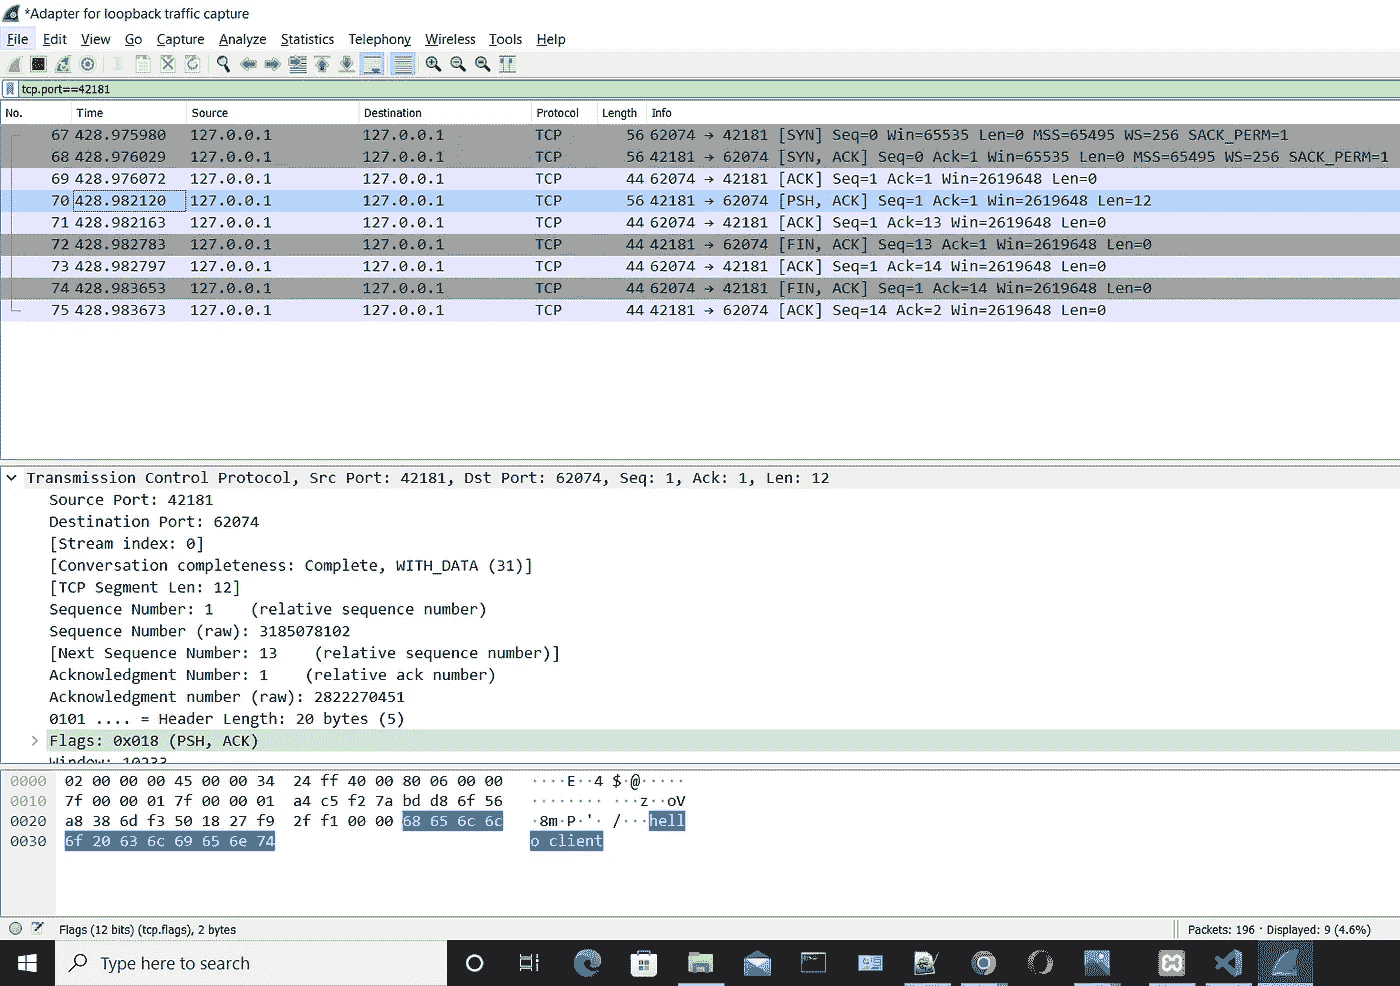 *Adapter for loopback traffic capture
File Edit View Go Capture Analyze Statistics Telephony Wireless Tools Help
tcp.port==42181
No. Time Source Destination Protocol Length Info
67 428.975980 127.0.0.1 127.0.0.1 TCP 56 62074 → 42181 [SYN] Seq=0 Win=65535 Len=0 MSS=65495 WS=256 SACK_PERM=1
68 428.976029 127.0.0.1 127.0.0.1 TCP 56 42181 → 62074 [SYN, ACK] Seq=0 Ack=1 Win=65535 Len=0 MSS=65495 WS=256 SACK_PERM=1
69 428.976072 127.0.0.1 127.0.0.1 TCP 44 62074 → 42181 [ACK] Seq=1 Ack=1 Win=2619648 Len=0
70 428.982120 127.0.0.1 127.0.0.1 TCP 56 42181 → 62074 [PSH, ACK] Seq=1 Ack=1 Win=2619648 Len=12
71 428.982163 127.0.0.1 127.0.0.1 TCP 44 62074 → 42181 [ACK] Seq=1 Ack=13 Win=2619648 Len=0
72 428.982783 127.0.0.1 127.0.0.1 TCP 44 42181 → 62074 [FIN, ACK] Seq=13 Ack=1 Win=2619648 Len=0
73 428.982797 127.0.0.1 127.0.0.1 TCP 44 62074 → 42181 [ACK] Seq=1 Ack=14 Win=2619648 Len=0
74 428.983653 127.0.0.1 127.0.0.1 TCP 44 62074 → 42181 [FIN, ACK] Seq=1 Ack=14 Win=2619648 Len=0
75 428.983673 127.0.0.1 127.0.0.1 TCP 44 42181 → 62074 [ACK] Seq=14 Ack=2 Win=2619648 Len=0
Transmission Control Protocol, Src Port: 42181, Dst Port: 62074, Seq: 1, Ack: 1, Len: 12
Source Port: 42181
Destination Port: 62074
[Stream index: 0]
[Conversation completeness: Complete, WITH_DATA (31)]
[TCP Segment Len: 12]
Sequence Number: 1 (relative sequence number)
Sequence Number (raw): 3185078102
[Next Sequence Number: 13 (relative sequence number)]
Acknowledgment Number: 1 (relative ack number)
Acknowledgment number (raw): 2822270451
0101 .... = Header Length: 20 bytes (5)
Flags: 0x018 (PSH, ACK)
Window: 10233
0000 02 00 00 00 45 00 00 34 24 ff 40 00 80 06 00 00 ····E··4 $·@·····
0010 7f 00 00 01 7f 00 00 01 a4 c5 f2 7a bd d8 6f 56 ········ ···z··oV
0020 a8 38 6d f3 50 18 27 f9 2f f1 00 00 68 65 6c 6c ·8m·P·'· /···hell
0030 6f 20 63 6c 69 65 6e 74 o client
Flags (12 bits) (tcp.flags), 2 bytes Packets: 196 · Displayed: 9 (4.6%)
Type here to search